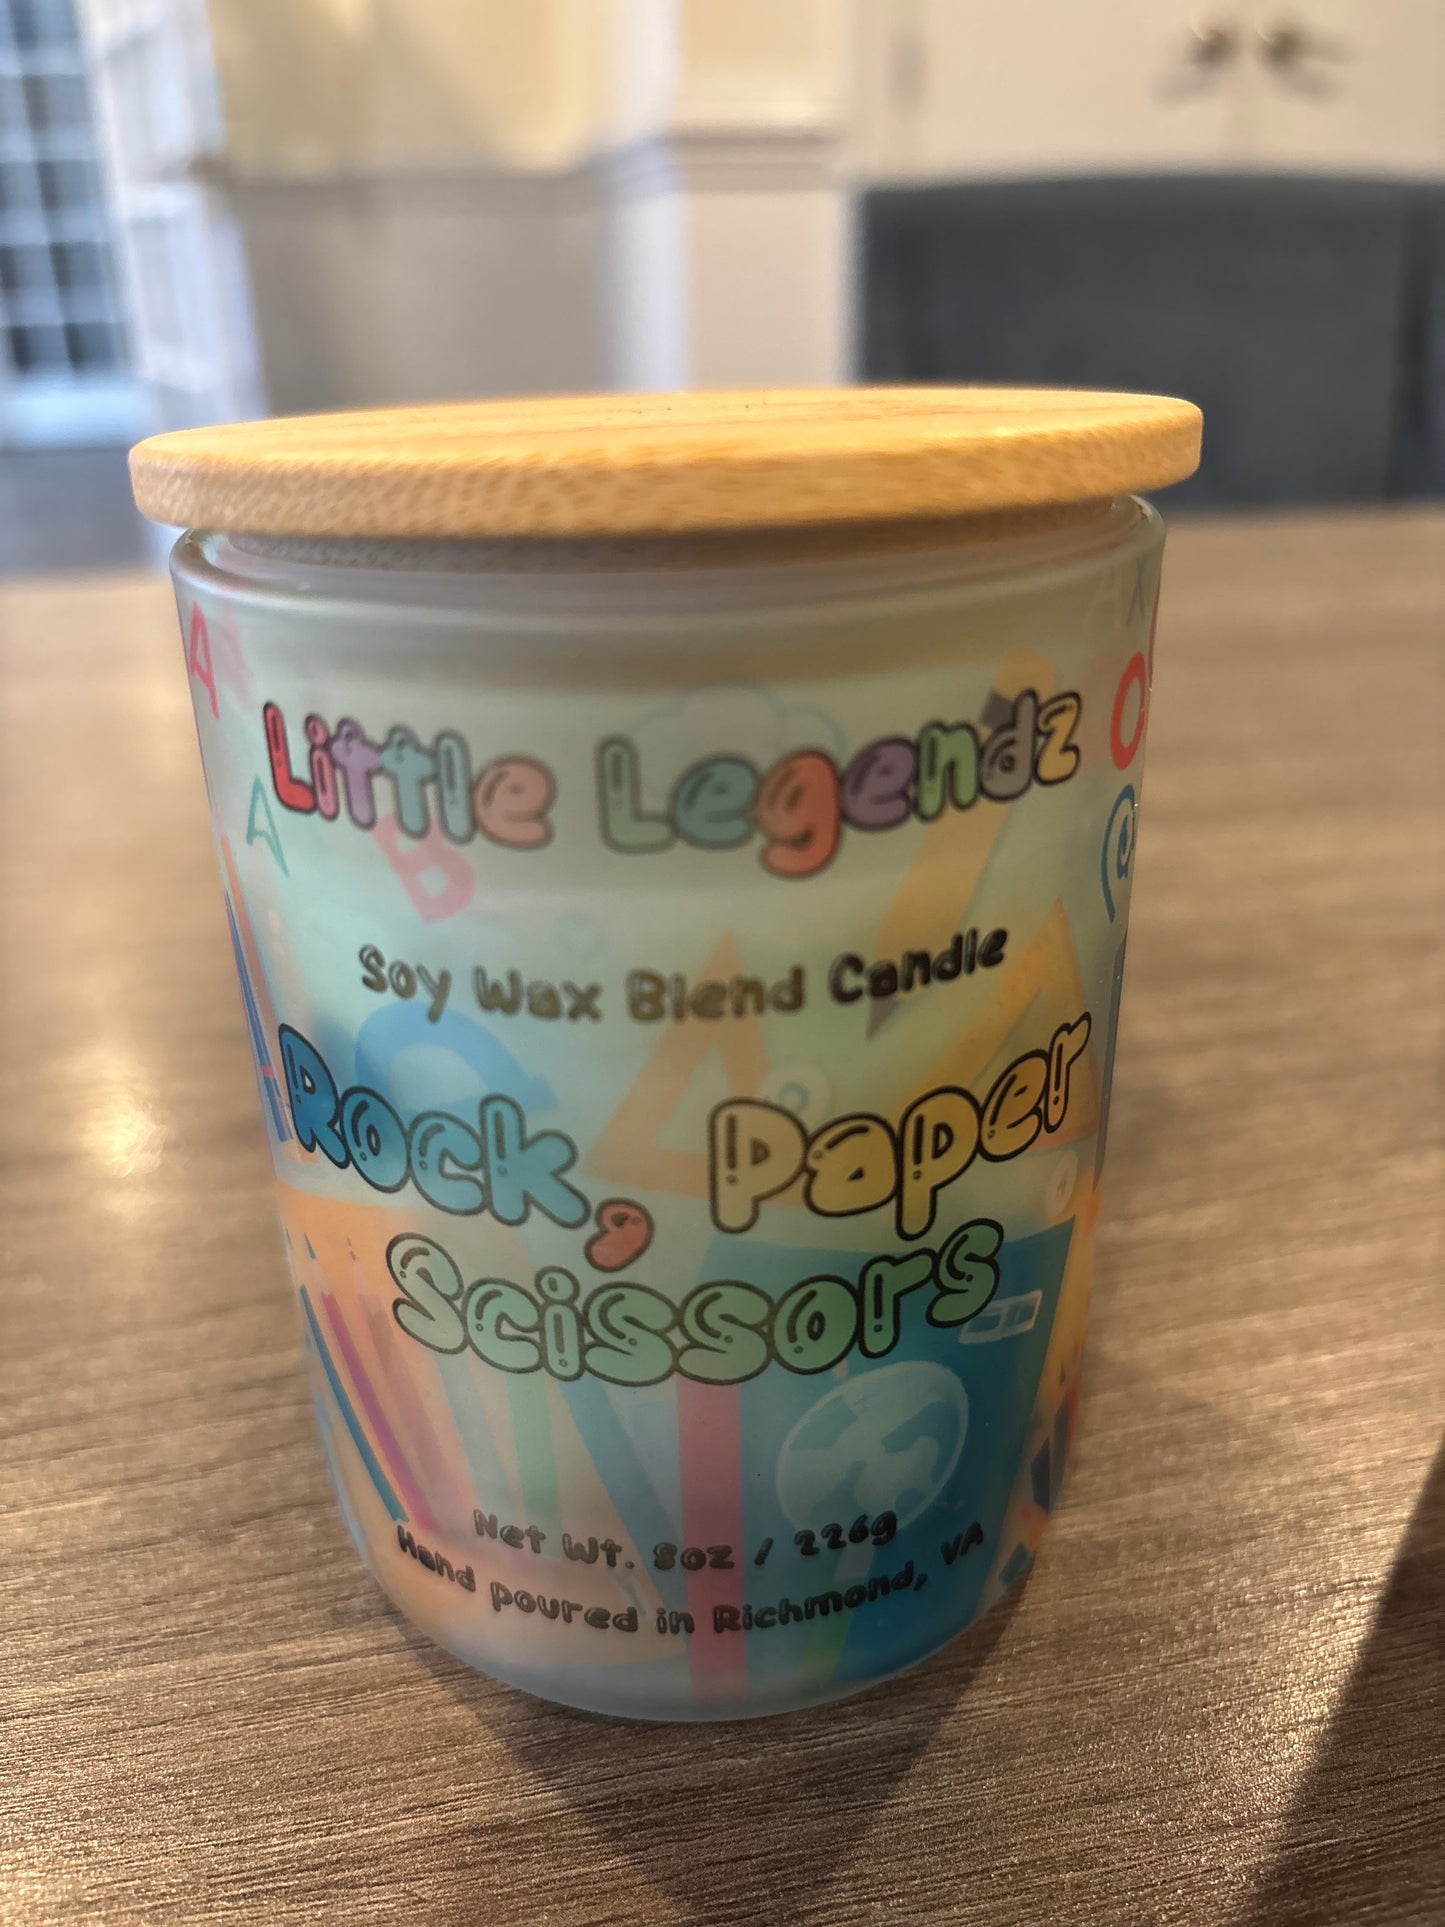 Little Legendz
Soy Wax Blend Candle
Rock, Paper
Scissors
Net Wt. 8oz / 226g
Hand poured in Richmond, VA